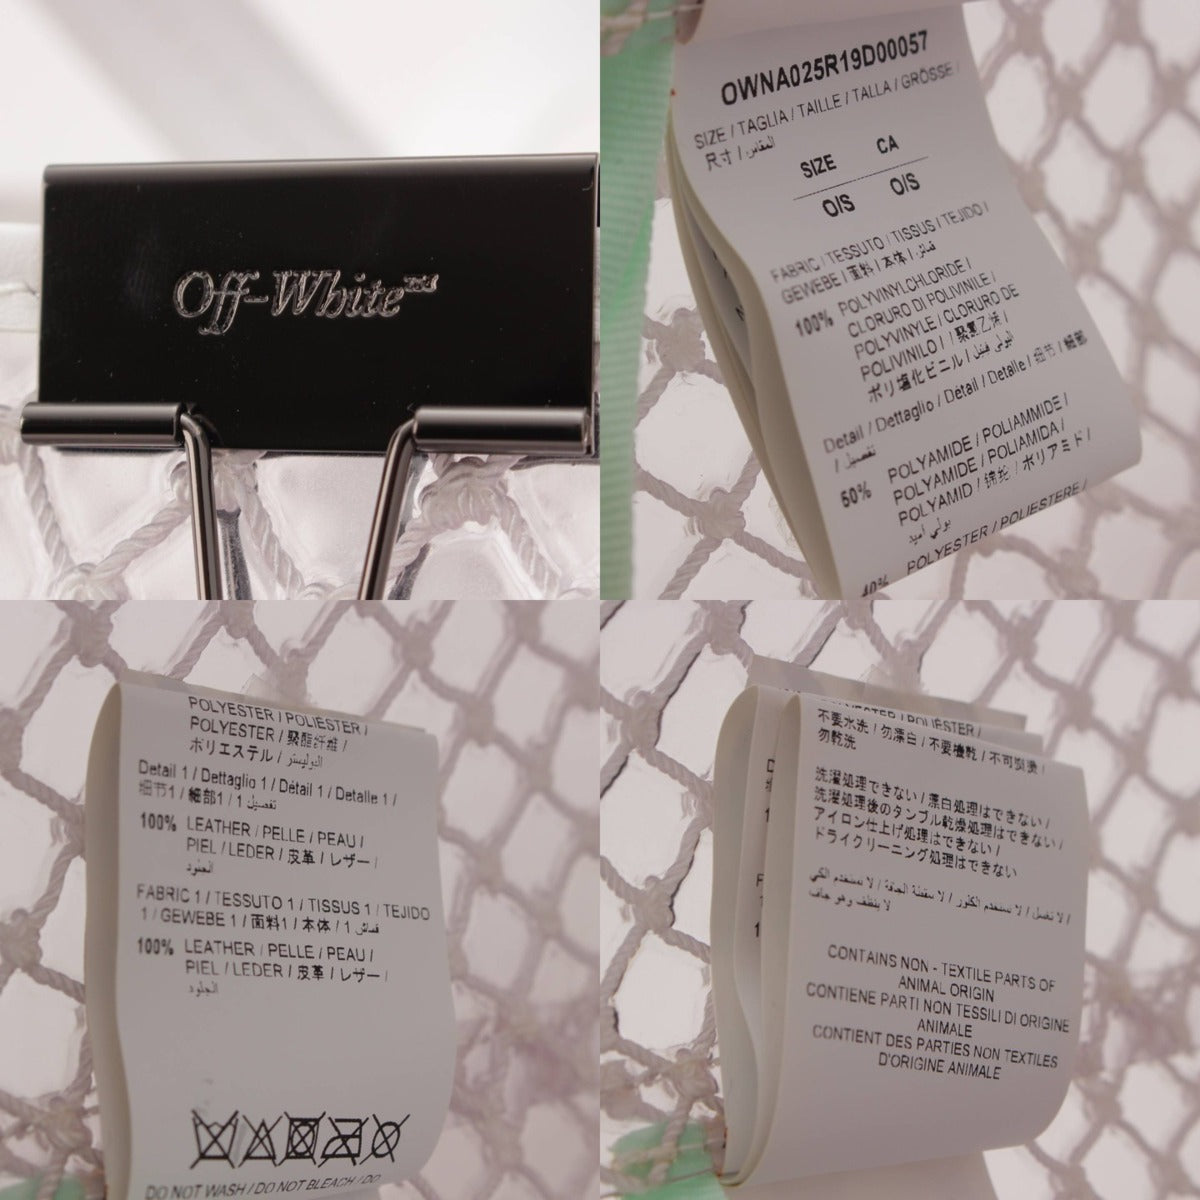 Off-White™
OWNA025R19D00057
SIZE / TAGLIA / TAILLE / TALLA / GRÖSSE /
尺寸 / المقاس
SIZE CA
O/S O/S
FABRIC / TESSUTO / TISSUS / TEJIDO /
GEWEBE / 面料 / 本体 / قماش
100% POLYVINYLCHLORIDE /
CLORURO DI POLIVINILE /
POLYVINYLE / CLORURO DE
POLIVINILO / / 聚氯乙烯 /
ポリ塩化ビニル /
Detail / Dettaglio / Détail / Detalle / 细节 / 細部
/ تفصيل
50% POLYAMIDE / POLIAMMIDE /
POLYAMIDE / POLIAMIDA /
POLYAMID / 锦纶 / ポリアミド /
بولي أميد
40% POLYESTER / POLIESTERE /
POLYESTER / POLIÉSTER /
POLYESTER / 聚酯纤维 /
ポリエステル /
Detail 1 / Dettaglio 1 / Détail 1 / Detalle 1 /
细节1 / 細部1 / 1 تفصيل
100% LEATHER / PELLE / PEAU /
PIEL / LEDER / 皮革 / レザー /
الجلود
FABRIC 1 / TESSUTO 1 / TISSUS 1 / TEJIDO
1 / GEWEBE 1 / 面料1 / 本体 / 1 قماش
100% LEATHER / PELLE / PEAU /
PIEL / LEDER / 皮革 / レザー /
الجلود
DO NOT WASH / DO NOT BLEACH / DO
POLIESTER /
不要水洗 / 勿漂白 / 不要機乾 / 不可熨燙 /
勿乾洗
洗濯処理できない / 漂白処理はできない /
洗濯処理後のタンブル乾燥処理はできない /
アイロン仕上げ処理はできない /
ドライクリーニング処理はできない
لا تغسل / لا تستخدم الكلور / لا تستخدم الكي /
لا ينظف وهو جاف
CONTAINS NON - TEXTILE PARTS OF
ANIMAL ORIGIN
CONTIENE PARTI NON TESSILI DI ORIGINE
ANIMALE
CONTIENT DES PARTIES NON TEXTILES
D'ORIGINE ANIMALE